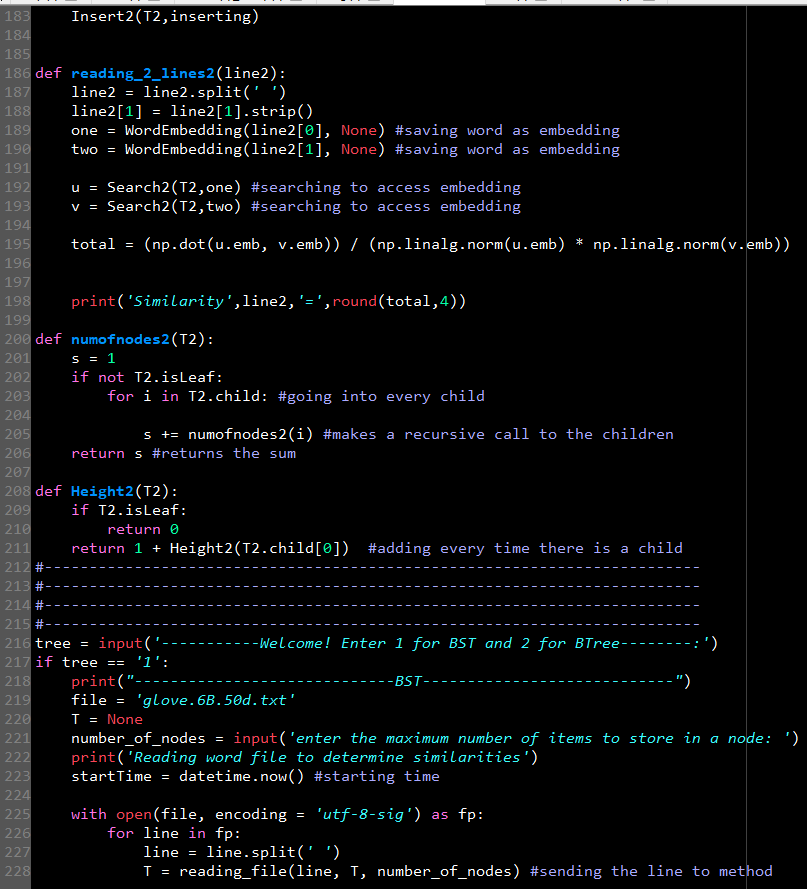 183 Insert2(T2,inserting)
184
185
186 def reading_2_lines2(line2):
187 line2 = line2.split(' ')
188 line2[1] = line2[1].strip()
189 one = WordEmbedding(line2[0], None) #saving word as embedding
190 two = WordEmbedding(line2[1], None) #saving word as embedding
191
192 u = Search2(T2,one) #searching to access embedding
193 v = Search2(T2,two) #searching to access embedding
194
195 total = (np.dot(u.emb, v.emb)) / (np.linalg.norm(u.emb) * np.linalg.norm(v.emb))
196
197
198 print('Similarity',line2,'=',round(total,4))
199
200 def numofnodes2(T2):
201 s = 1
202 if not T2.isLeaf:
203 for i in T2.child: #going into every child
204
205 s += numofnodes2(i) #makes a recursive call to the children
206 return s #returns the sum
207
208 def Height2(T2):
209 if T2.isLeaf:
210 return 0
211 return 1 + Height2(T2.child[0])  #adding every time there is a child
212 #-------------------------------------------------------------------------
213 #-------------------------------------------------------------------------
214 #-------------------------------------------------------------------------
215 #-------------------------------------------------------------------------
216 tree = input('-----------Welcome! Enter 1 for BST and 2 for BTree--------:')
217 if tree == '1':
218 print("-----------------------------BST----------------------------")
219 file = 'glove.6B.50d.txt'
220 T = None
221 number_of_nodes = input('enter the maximum number of items to store in a node: ')
222 print('Reading word file to determine similarities')
223 startTime = datetime.now() #starting time
224
225 with open(file, encoding = 'utf-8-sig') as fp:
226 for line in fp:
227 line = line.split(' ')
228 T = reading_file(line, T, number_of_nodes) #sending the line to method